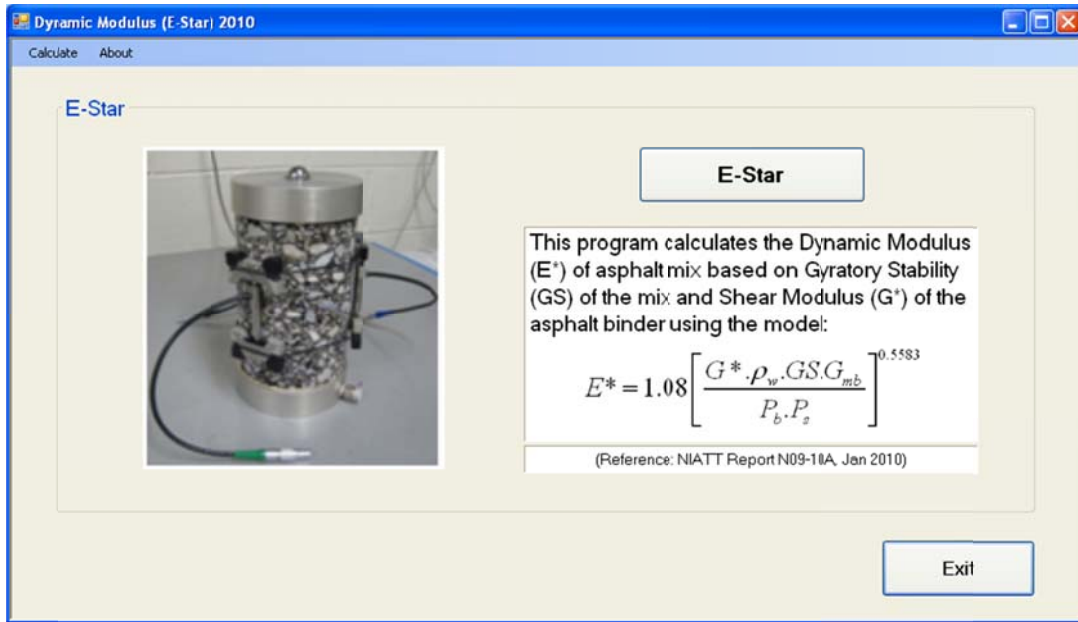 Dynamic Modulus (E-Star) 2010
Calculate About
E-Star
E-Star
This program calculates the Dynamic Modulus
(E*) of asphalt mix based on Gyratory Stability
(GS) of the mix and Shear Modulus (G*) of the
asphalt binder using the model:
E* = 1.08 [ G*.ρw.GS.Gmb / Pb.Ps ]^0.5583
(Reference: NIATT Report N09-10A, Jan 2010)
Exit